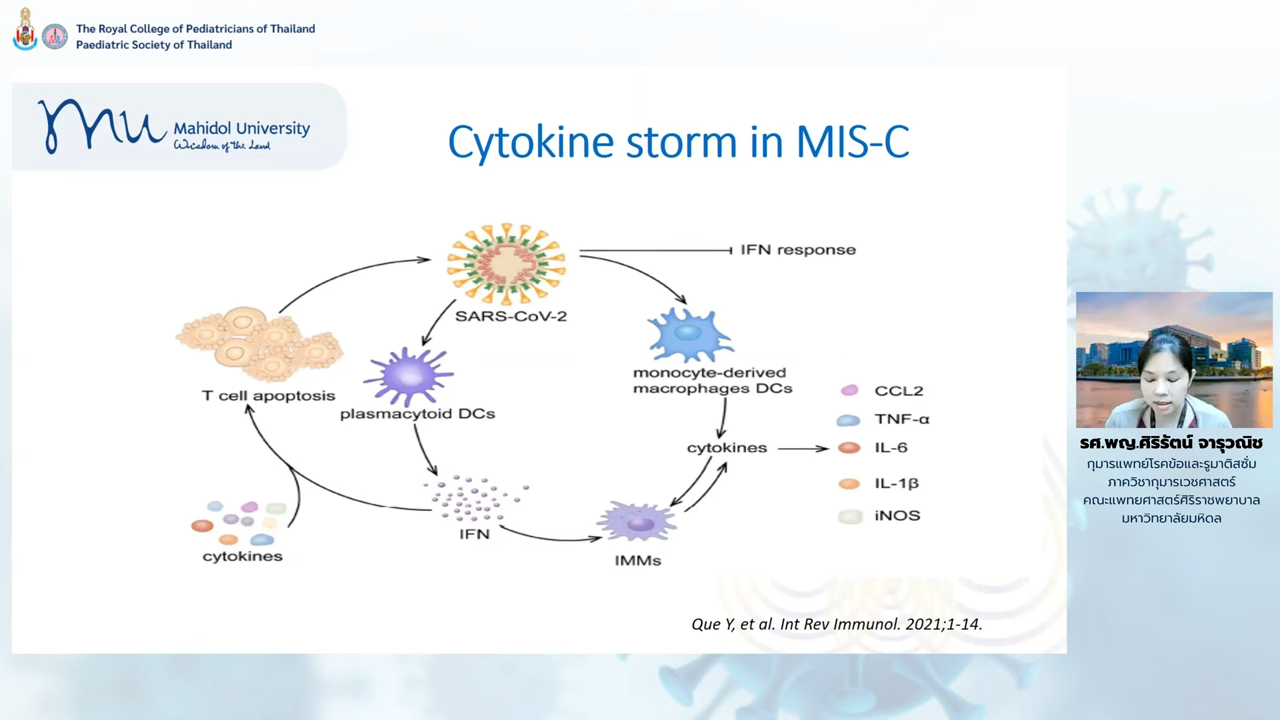 The Royal College of Pediatricians of Thailand
Paediatric Society of Thailand
mu
Mahidol University
Wisdom of the Land
Cytokine storm in MIS-C
IFN response
SARS-CoV-2
T cell apoptosis
plasmacytoid DCs
monocyte-derived
macrophages DCs
cytokines
CCL2
TNF-α
IL-6
IL-1β
iNOS
cytokines
IFN
IMMs
Que Y, et al. Int Rev Immunol. 2021;1-14.
รศ.พญ.ศิริรัตน์ จารุวณิช
กุมารแพทย์โรคข้อและรูมาติสซั่ม
ภาควิชากุมารเวชศาสตร์
คณะแพทยศาสตร์ศิริราชพยาบาล
มหาวิทยาลัยมหิดล